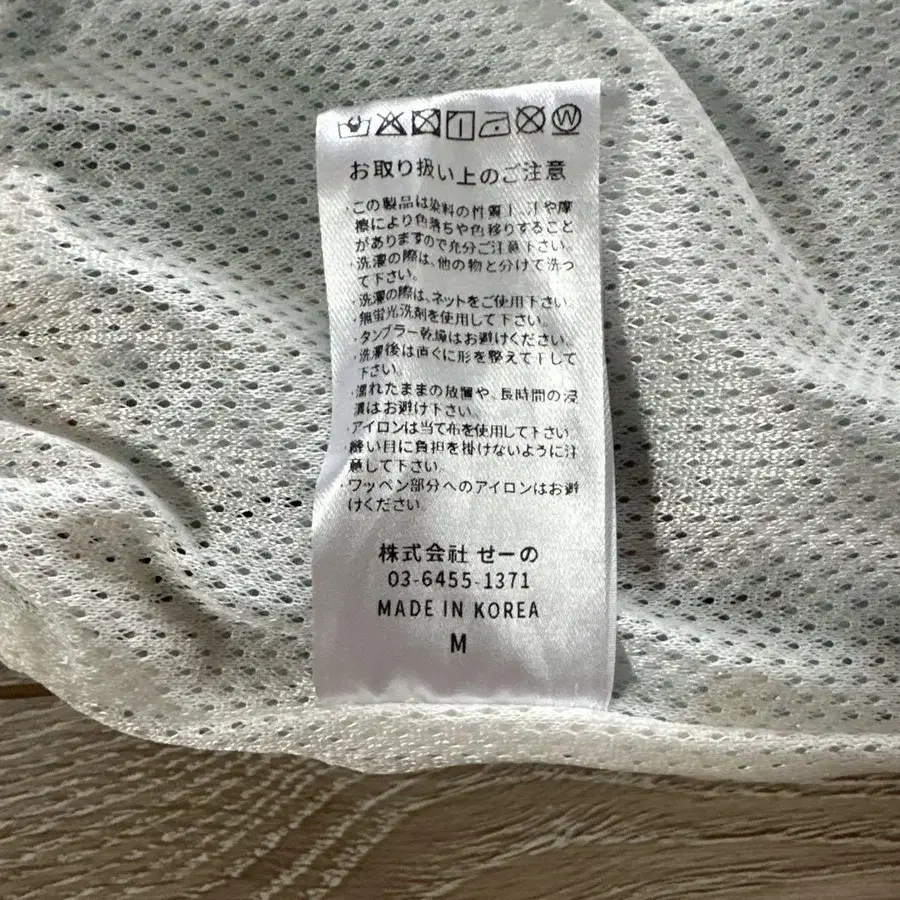 お取り扱い上のご注意
・この製品は染料の性質上、汗や摩
擦により色落ちや色移りすること
がありますので充分ご注意下さい。
・洗濯の際は、他の物と分けて洗っ
て下さい。
・洗濯の際は、ネットをご使用下さい。
・無蛍光洗剤を使用して下さい。
・タンブラー乾燥はお避けください。
・洗濯後は直ぐに形を整えて干して
下さい。
・濡れたままの放置や、長時間の浸
漬はお避け下さい。
・アイロンは当て布を使用して下さい。
・縫い目に負担を掛けないように注
意して下さい。
・ワッペン部分へのアイロンはお避
けください。
株式会社 せーの
03-6455-1371
MADE IN KOREA
M